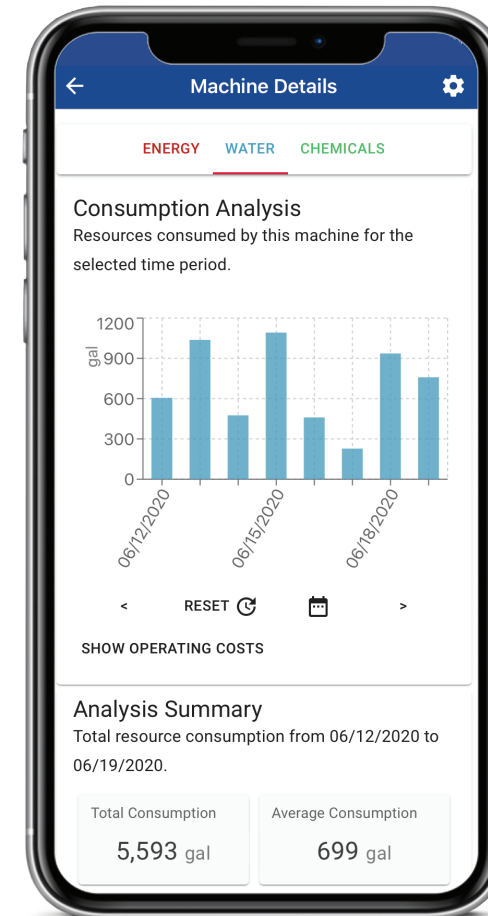 Machine Details
ENERGY WATER CHEMICALS
Consumption Analysis
Resources consumed by this machine for the
selected time period.
1200
gal
900
600
300
0
06/12/2020 06/15/2020 06/18/2020
< RESET >
SHOW OPERATING COSTS
Analysis Summary
Total resource consumption from 06/12/2020 to
06/19/2020.
Total Consumption Average Consumption
5,593 gal 699 gal